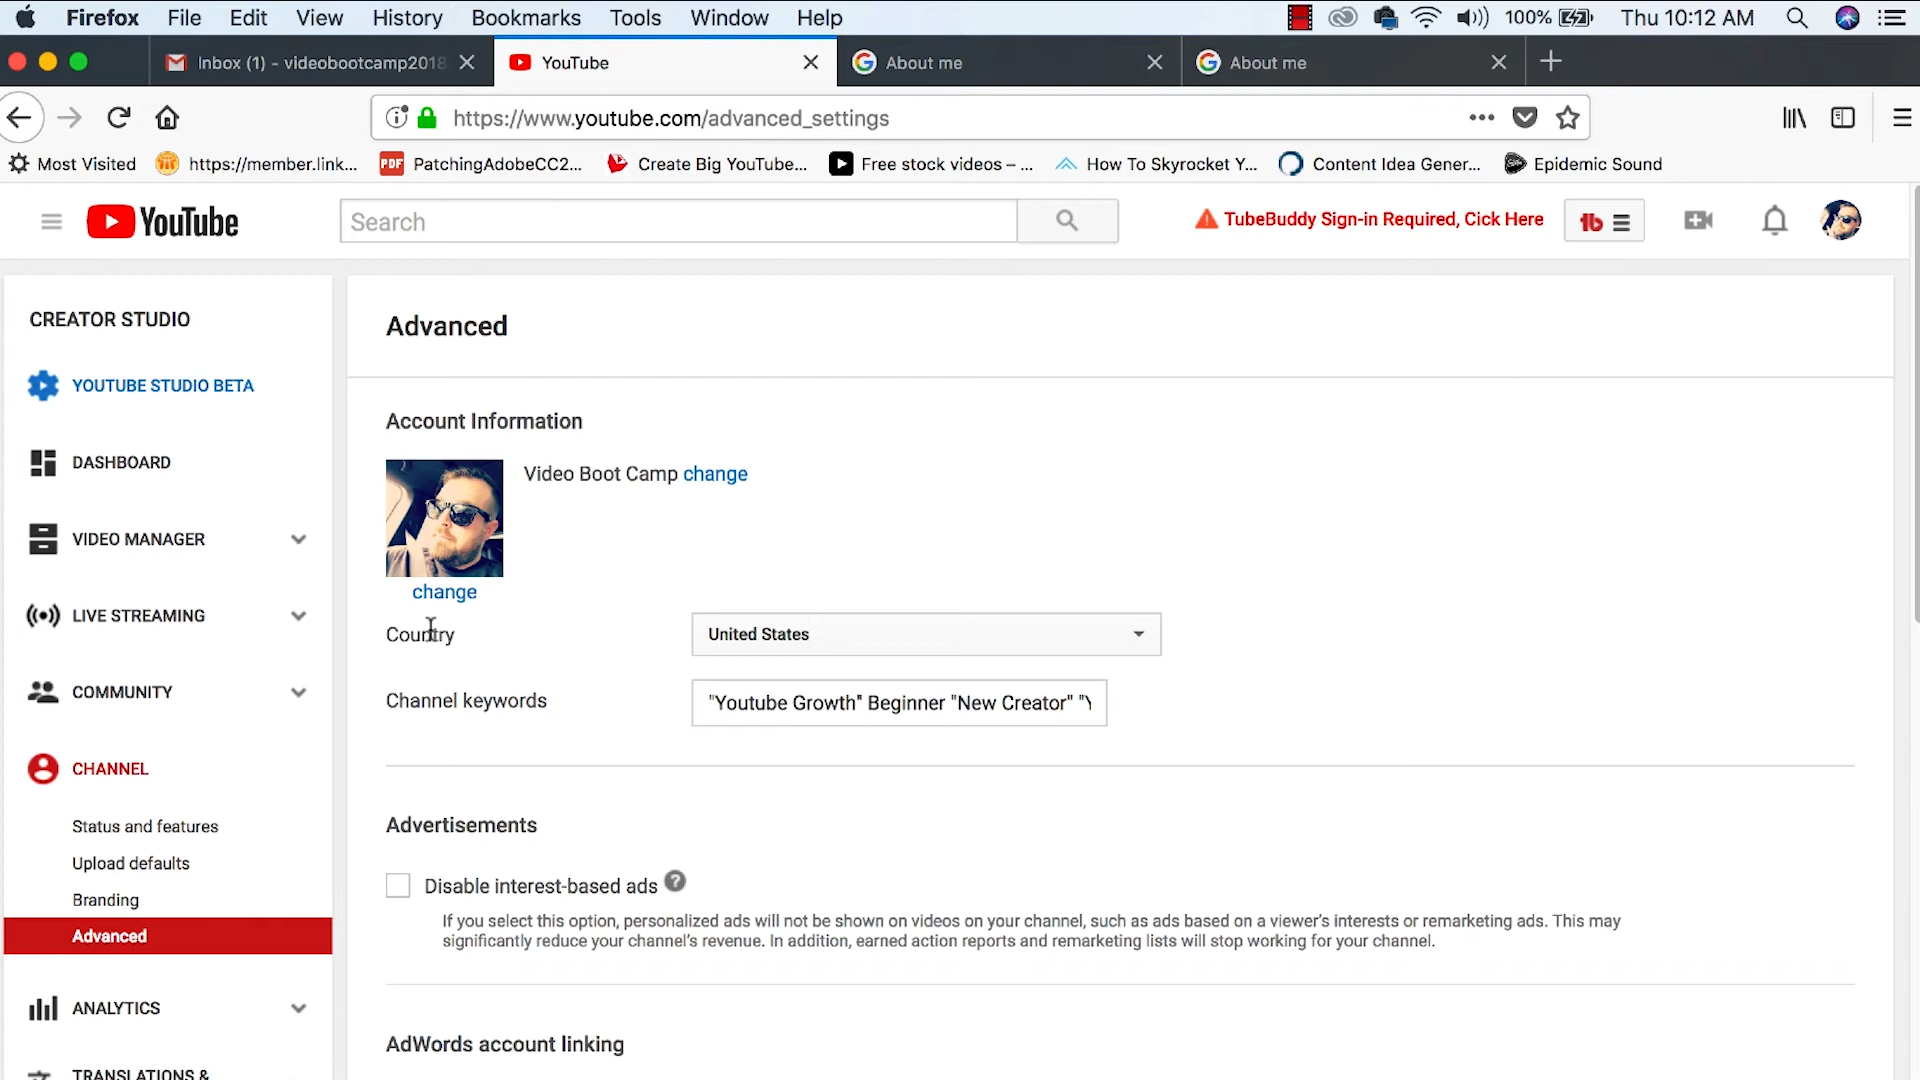 Firefox File Edit View History Bookmarks Tools Window Help 100% Thu 10:12 AM
Inbox (1) - videobootcamp2018 YouTube About me About me
https://www.youtube.com/advanced_settings
Most Visited https://member.link... PDF PatchingAdobeCC2... Create Big YouTube... Free stock videos – ... How To Skyrocket Y... Content Idea Gener... Epidemic Sound
YouTube Search TubeBuddy Sign-in Required, Cick Here tb
CREATOR STUDIO
YOUTUBE STUDIO BETA
DASHBOARD
VIDEO MANAGER
LIVE STREAMING
COMMUNITY
CHANNEL
Status and features
Upload defaults
Branding
Advanced
ANALYTICS
TRANSLATIONS &
Advanced
Account Information
Video Boot Camp change
change
Country United States
Channel keywords "Youtube Growth" Beginner "New Creator" "Y
Advertisements
Disable interest-based ads ?
If you select this option, personalized ads will not be shown on videos on your channel, such as ads based on a viewer's interests or remarketing ads. This may
significantly reduce your channel's revenue. In addition, earned action reports and remarketing lists will stop working for your channel.
AdWords account linking